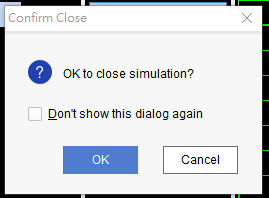 Confirm Close
OK to close simulation?
Don't show this dialog again
OK
Cancel